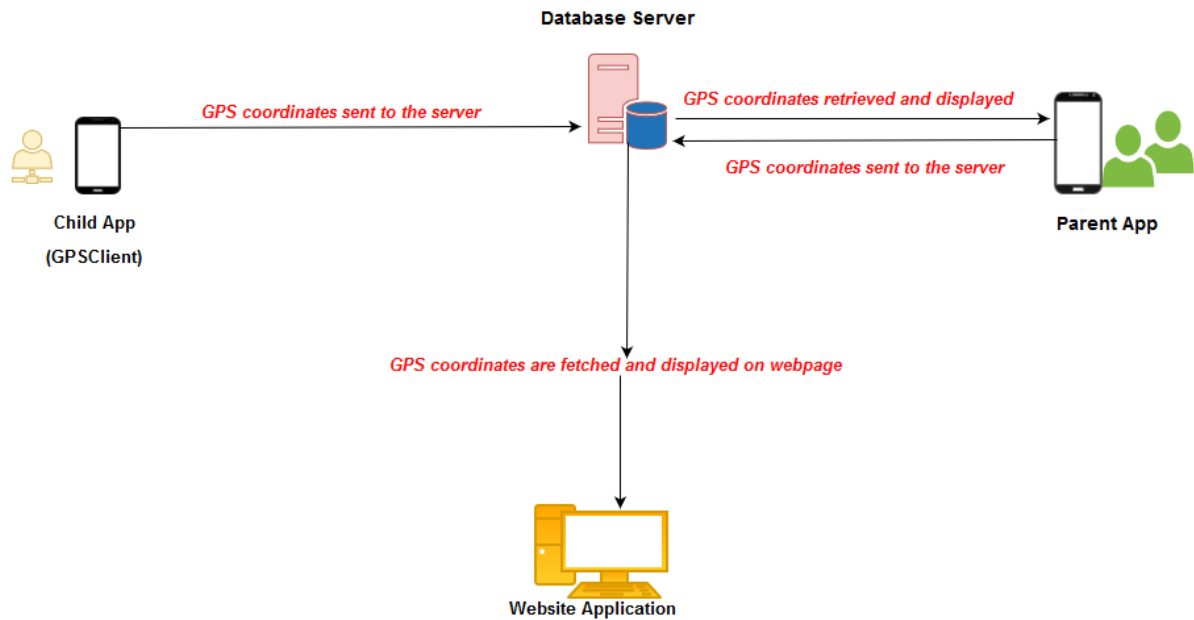 Database Server
GPS coordinates sent to the server
GPS coordinates retrieved and displayed
GPS coordinates sent to the server
Child App
(GPSClient)
Parent App
GPS coordinates are fetched and displayed on webpage
Website Application